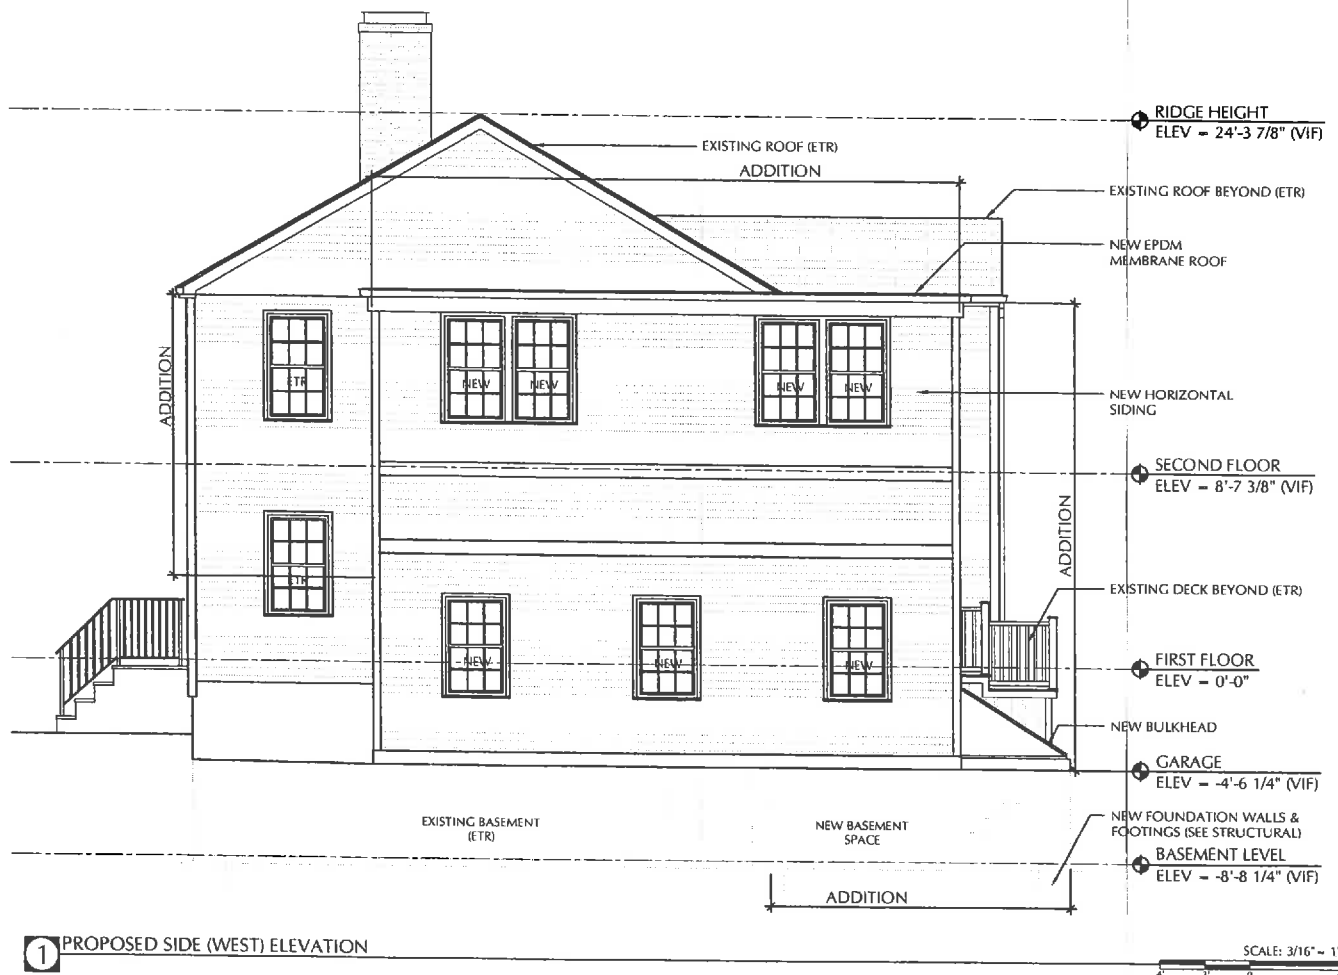 RIDGE HEIGHT
ELEV = 24'-3 7/8" (VIF)
EXISTING ROOF (ETR)
ADDITION
EXISTING ROOF BEYOND (ETR)
NEW EPDM
MEMBRANE ROOF
ETR
NEW
NEW
NEW
NEW
ADDITION
NEW HORIZONTAL
SIDING
SECOND FLOOR
ELEV = 8'-7 3/8" (VIF)
ADDITION
ETR
EXISTING DECK BEYOND (ETR)
NEW
NEW
NEW
FIRST FLOOR
ELEV = 0'-0"
NEW BULKHEAD
GARAGE
ELEV = -4'-6 1/4" (VIF)
EXISTING BASEMENT
(ETR)
NEW BASEMENT
SPACE
NEW FOUNDATION WALLS &
FOOTINGS (SEE STRUCTURAL)
BASEMENT LEVEL
ELEV = -8'-8 1/4" (VIF)
ADDITION
1 PROPOSED SIDE (WEST) ELEVATION
SCALE: 3/16" ~ 1'